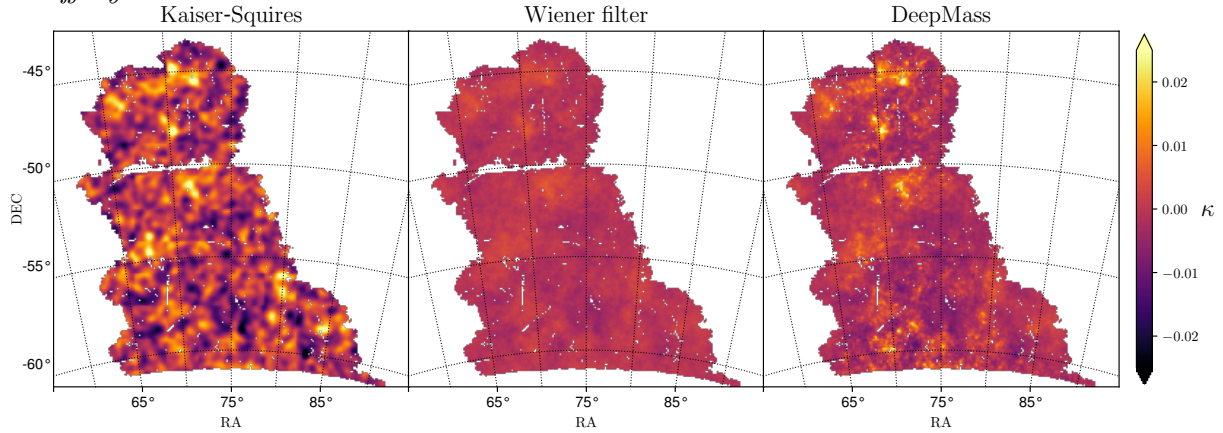 Kaiser-Squires
Wiener filter
DeepMass
-45°
-50°
-55°
-60°
DEC
65°
75°
85°
RA
65°
75°
85°
RA
65°
75°
85°
RA
0.02
0.01
0.00
−0.01
−0.02
κ